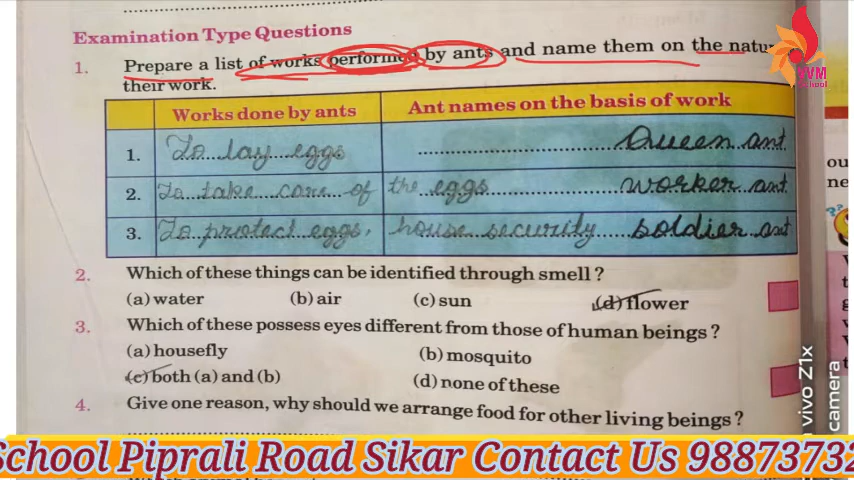 Examination Type Questions
1. Prepare a list of works performed by ants and name them on the natu
their work.
Works done by ants Ant names on the basis of work
1. To lay eggs Queen ant
2. To take care of the eggs worker ant
3. To protect eggs, house security soldier ant
2. Which of these things can be identified through smell ?
(a) water (b) air (c) sun (d) flower
3. Which of these possess eyes different from those of human beings ?
(a) housefly (b) mosquito
(c) both (a) and (b) (d) none of these
4. Give one reason, why should we arrange food for other living beings ?
School Piprali Road Sikar Contact Us 98873732
VVM
School
ou
ne
??
vivo Z1x
camera